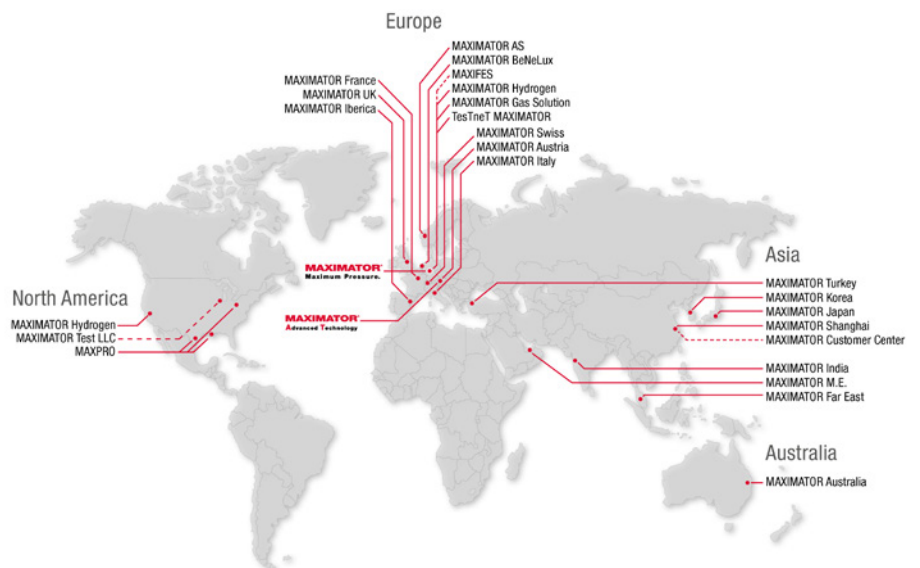 Europe
MAXIMATOR AS
MAXIMATOR BeNeLux
MAXIFES
MAXIMATOR Hydrogen
MAXIMATOR Gas Solution
TesTneT MAXIMATOR
MAXIMATOR Swiss
MAXIMATOR Austria
MAXIMATOR Italy
MAXIMATOR France
MAXIMATOR UK
MAXIMATOR Iberica
MAXIMATOR®
Maximum Pressure.
MAXIMATOR®
Advanced Technology
North America
MAXIMATOR Hydrogen
MAXIMATOR Test LLC
MAXPRO
Asia
MAXIMATOR Turkey
MAXIMATOR Korea
MAXIMATOR Japan
MAXIMATOR Shanghai
MAXIMATOR Customer Center
MAXIMATOR India
MAXIMATOR M.E.
MAXIMATOR Far East
Australia
MAXIMATOR Australia